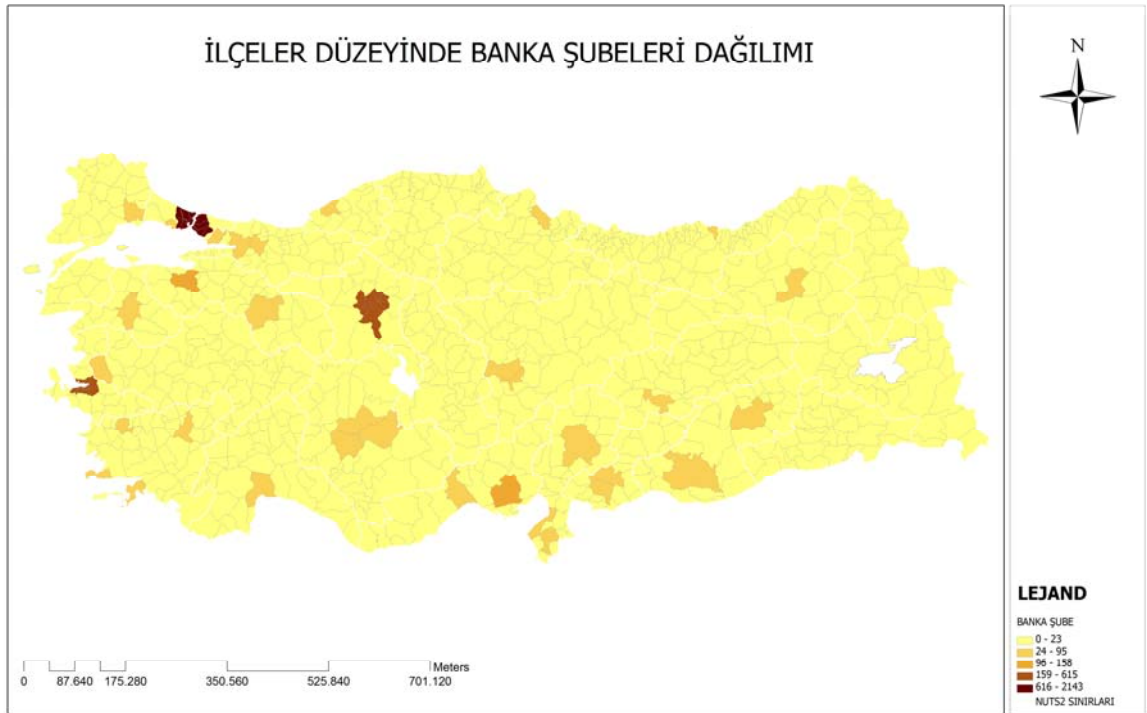 İLÇELER DÜZEYİNDE BANKA ŞUBELERİ DAĞILIMI
N
LEJAND
BANKA ŞUBE
0 - 23
24 - 95
96 - 158
159 - 615
616 - 2143
NUTS2 SINIRLARI
Meters
0 87.640 175.280 350.560 525.840 701.120